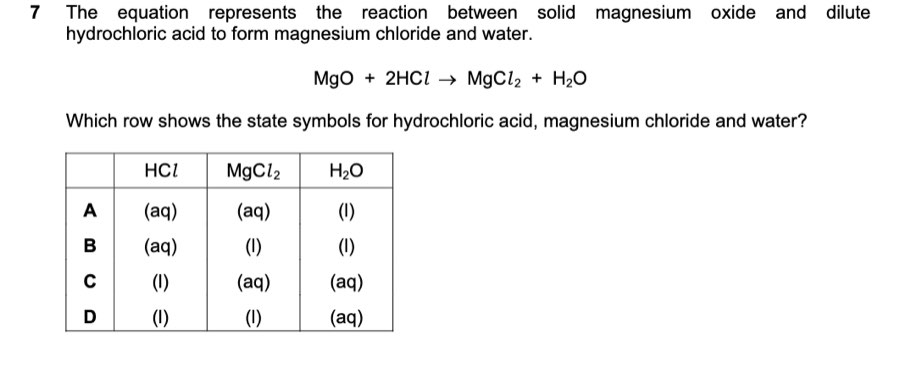 7 The equation represents the reaction between solid magnesium oxide and dilute
hydrochloric acid to form magnesium chloride and water.
MgO + 2HCl → MgCl₂ + H₂O
Which row shows the state symbols for hydrochloric acid, magnesium chloride and water?
HCl MgCl₂ H₂O
A (aq) (aq) (l)
B (aq) (l) (l)
C (l) (aq) (aq)
D (l) (l) (aq)